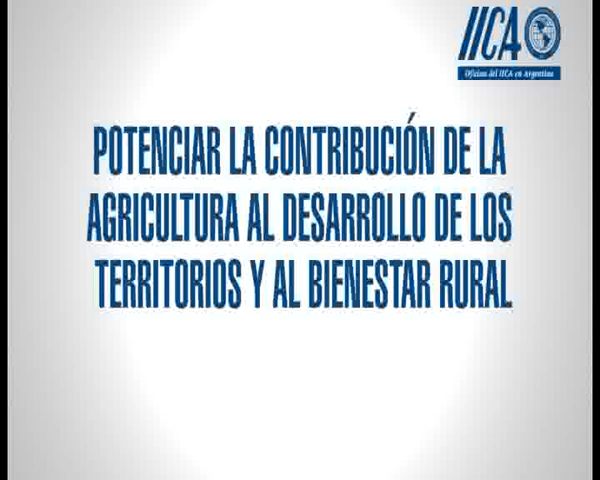 IICA
Oficina del IICA en Argentina
POTENCIAR LA CONTRIBUCIÓN DE LA
AGRICULTURA AL DESARROLLO DE LOS
TERRITORIOS Y AL BIENESTAR RURAL